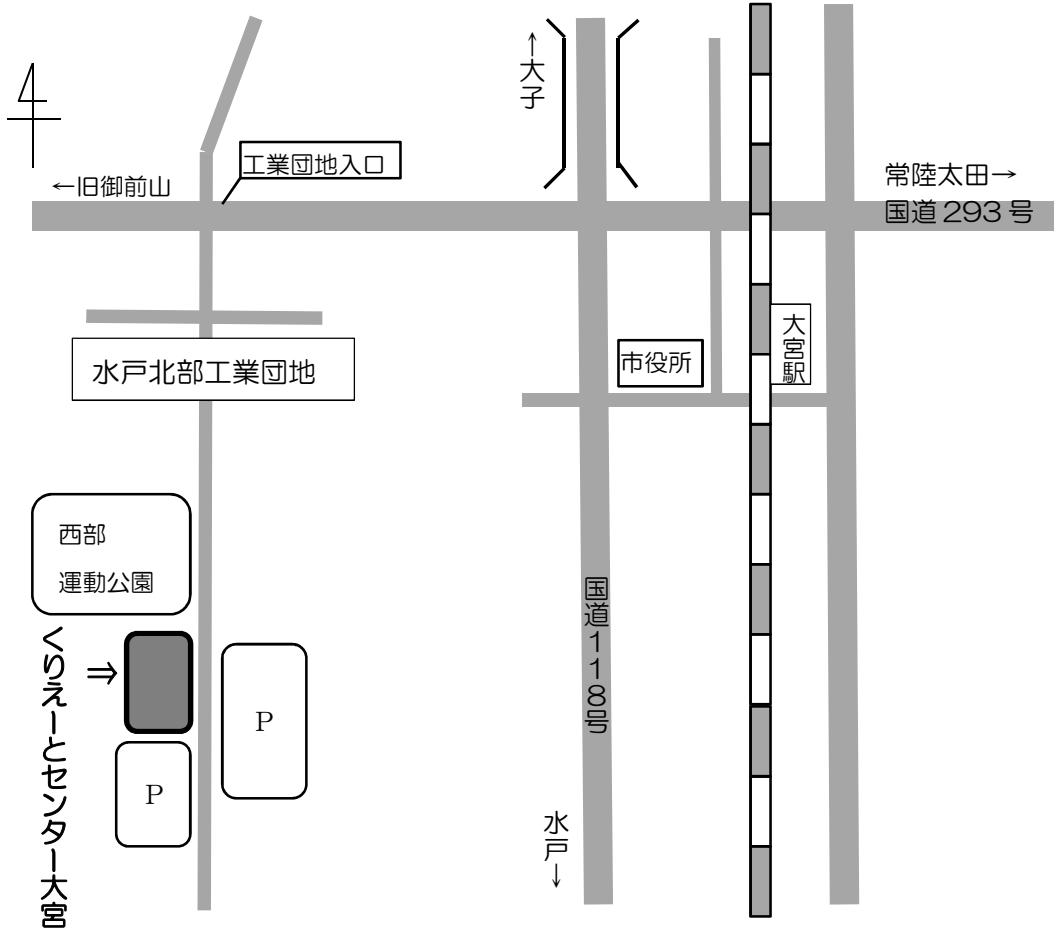 ↑大子
工業団地入口
←旧御前山
常陸太田→
国道293号
大宮駅
市役所
水戸北部工業団地
西部
運動公園
国道118号
くりえーとセンター大宮
⇒
P
P
水戸↓